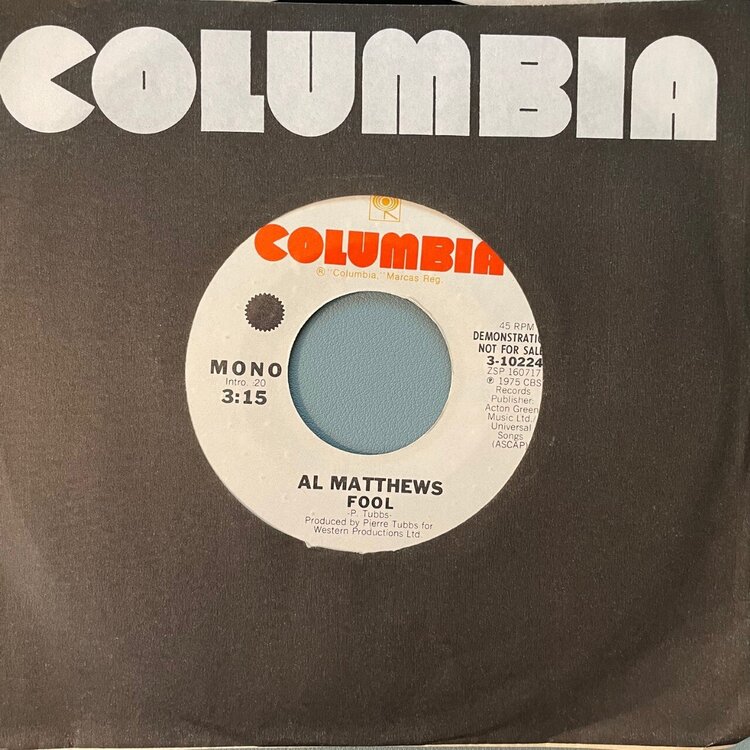 COLUMBIA
COLUMBIA
® "Columbia," Marcas Reg.
MONO
Intro. :20
3:15
45 RPM
DEMONSTRATIO
NOT FOR SALE
3-10224
ZSP 160717
℗ 1975 CBS
Records
Publisher:
Acton Green
Music Ltd./
Universal
Songs
(ASCAP)
AL MATTHEWS
FOOL
-P. Tubbs-
Produced by Pierre Tubbs for
Western Productions Ltd.